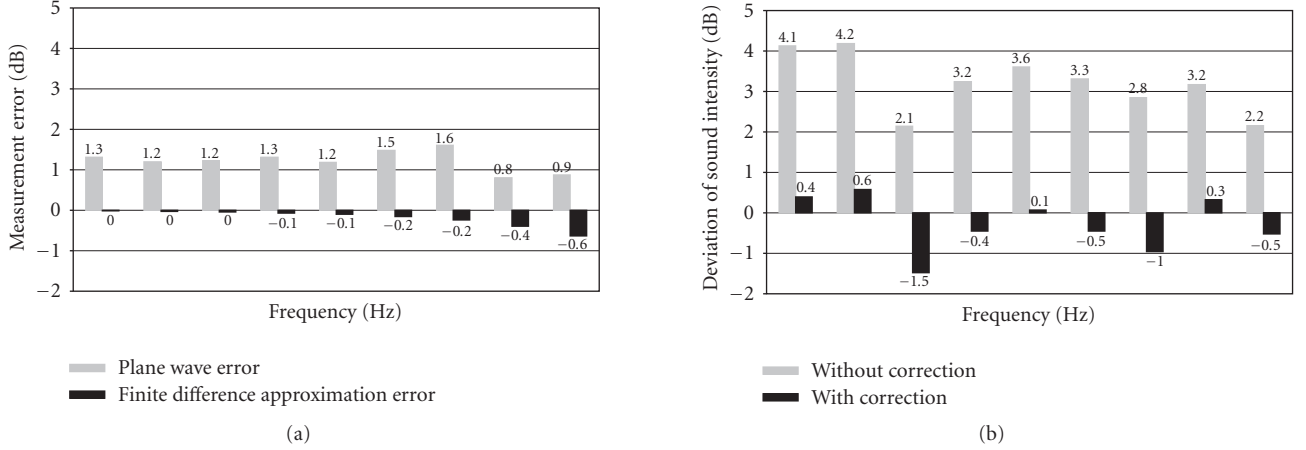 5
4
3
2
1
0
−1
−2
Measurement error (dB)
1.3 1.2 1.2 1.3 1.2 1.5 1.6 0.8 0.9
0 0 0 −0.1 −0.1 −0.2 −0.2 −0.4 −0.6
Frequency (Hz)
Plane wave error
Finite difference approximation error
(a)
5
4
3
2
1
0
−1
−2
Deviation of sound intensity (dB)
4.1 4.2 2.1 3.2 3.6 3.3 2.8 3.2 2.2
0.4 0.6 −1.5 −0.4 0.1 −0.5 −1 0.3 −0.5
Frequency (Hz)
Without correction
With correction
(b)